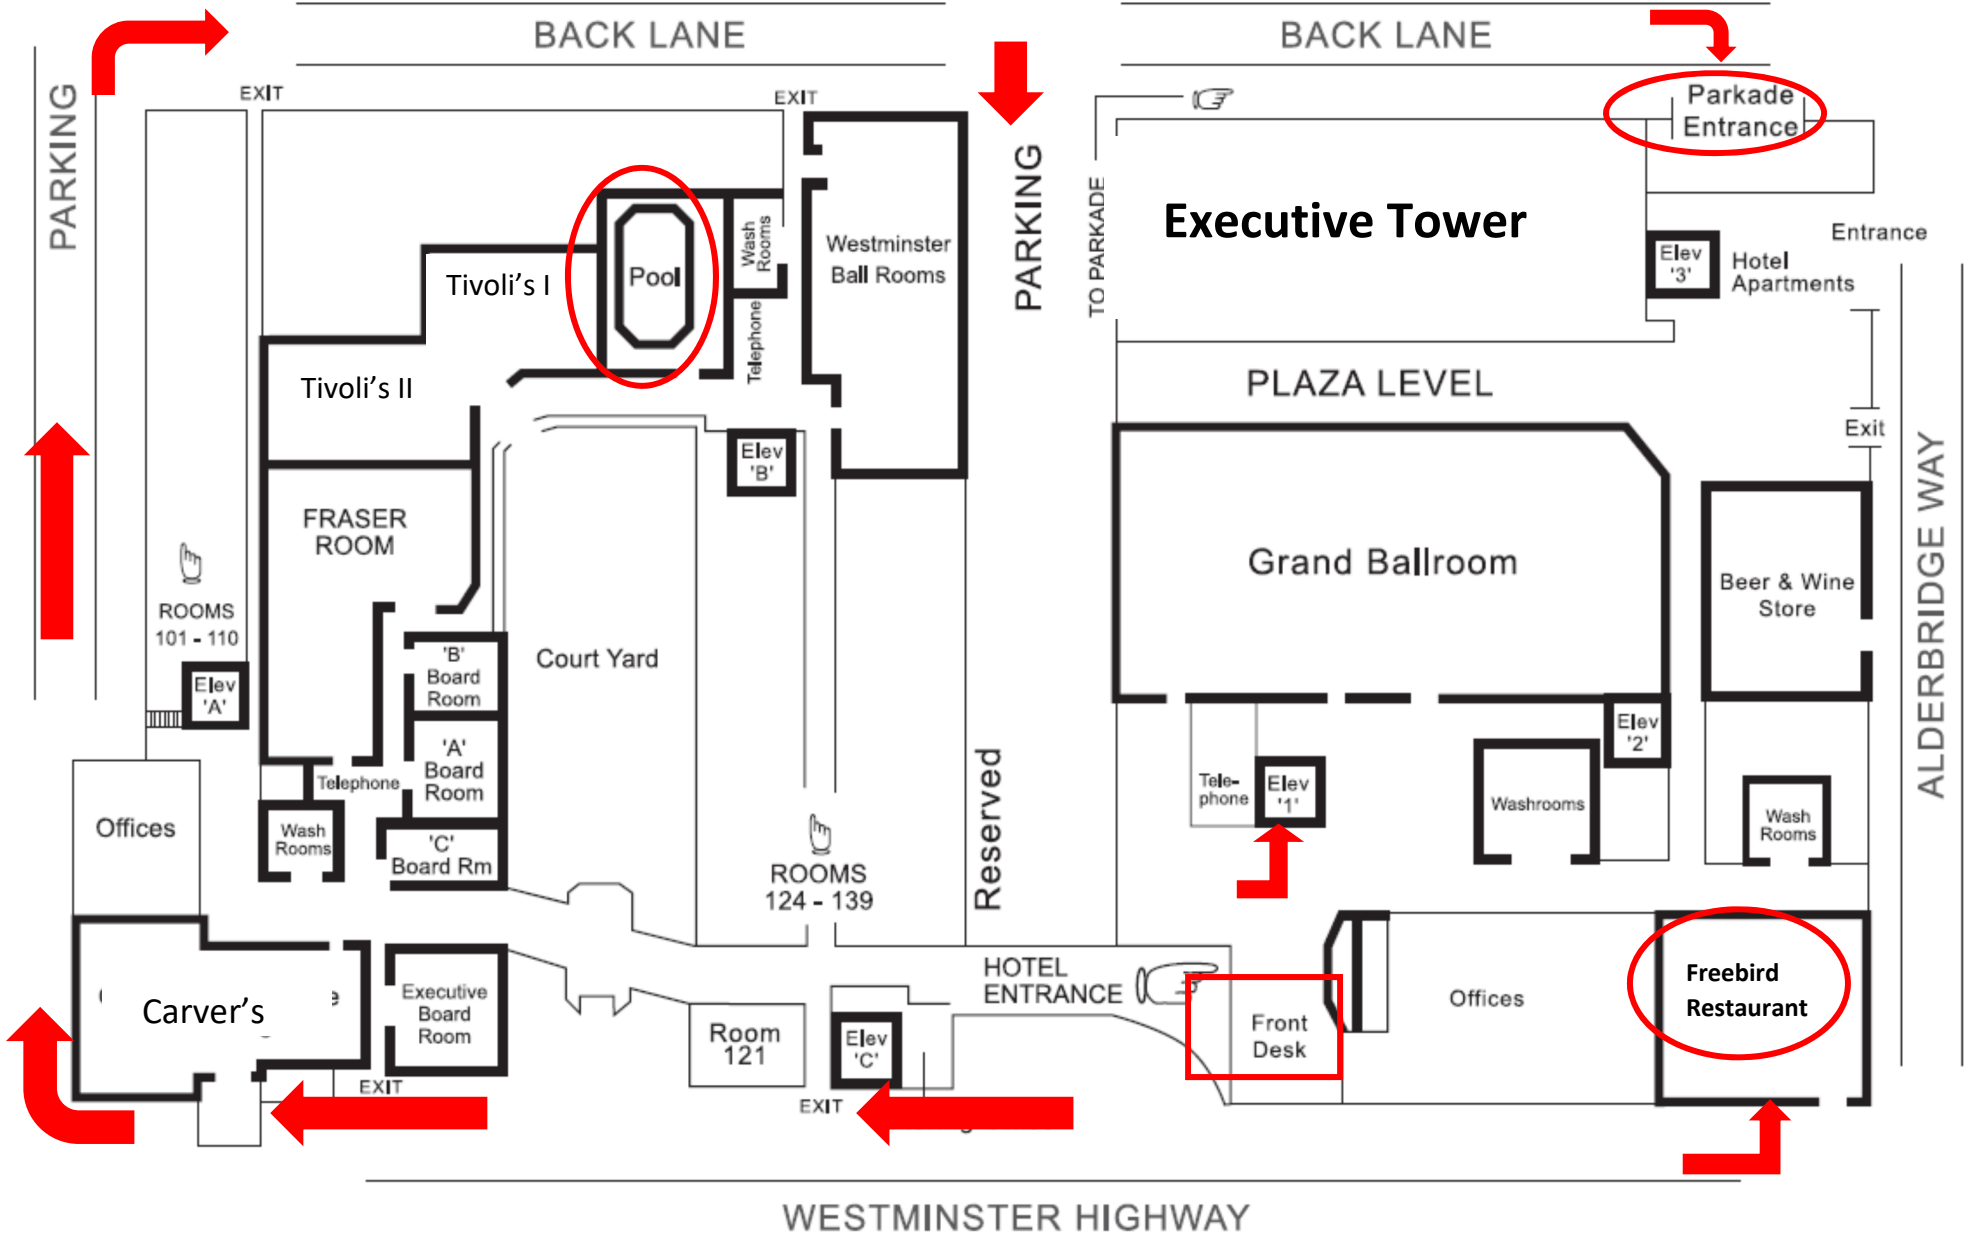 BACK LANE
BACK LANE
PARKING
EXIT
EXIT
Parkade
Entrance
PARKING
TO PARKADE
Executive Tower
Entrance
Elev
'3'
Hotel
Apartments
Pool
Wash
Rooms
Westminster
Ball Rooms
Tivoli's I
Telephone
Tivoli's II
PLAZA LEVEL
Exit
Elev
'B'
FRASER
ROOM
Grand Ballroom
Beer & Wine
Store
ALDERBRIDGE WAY
ROOMS
101 - 110
Elev
'A'
'B'
Board
Room
Court Yard
'A'
Board
Room
Telephone
Elev
'2'
Tele-
phone
Elev
'1'
Washrooms
Wash
Rooms
Offices
Wash
Rooms
'C'
Board Rm
ROOMS
124 - 139
Reserved
HOTEL
ENTRANCE
Carver's
Executive
Board
Room
Room
121
Elev
'C'
Front
Desk
Offices
Freebird
Restaurant
EXIT
EXIT
WESTMINSTER HIGHWAY